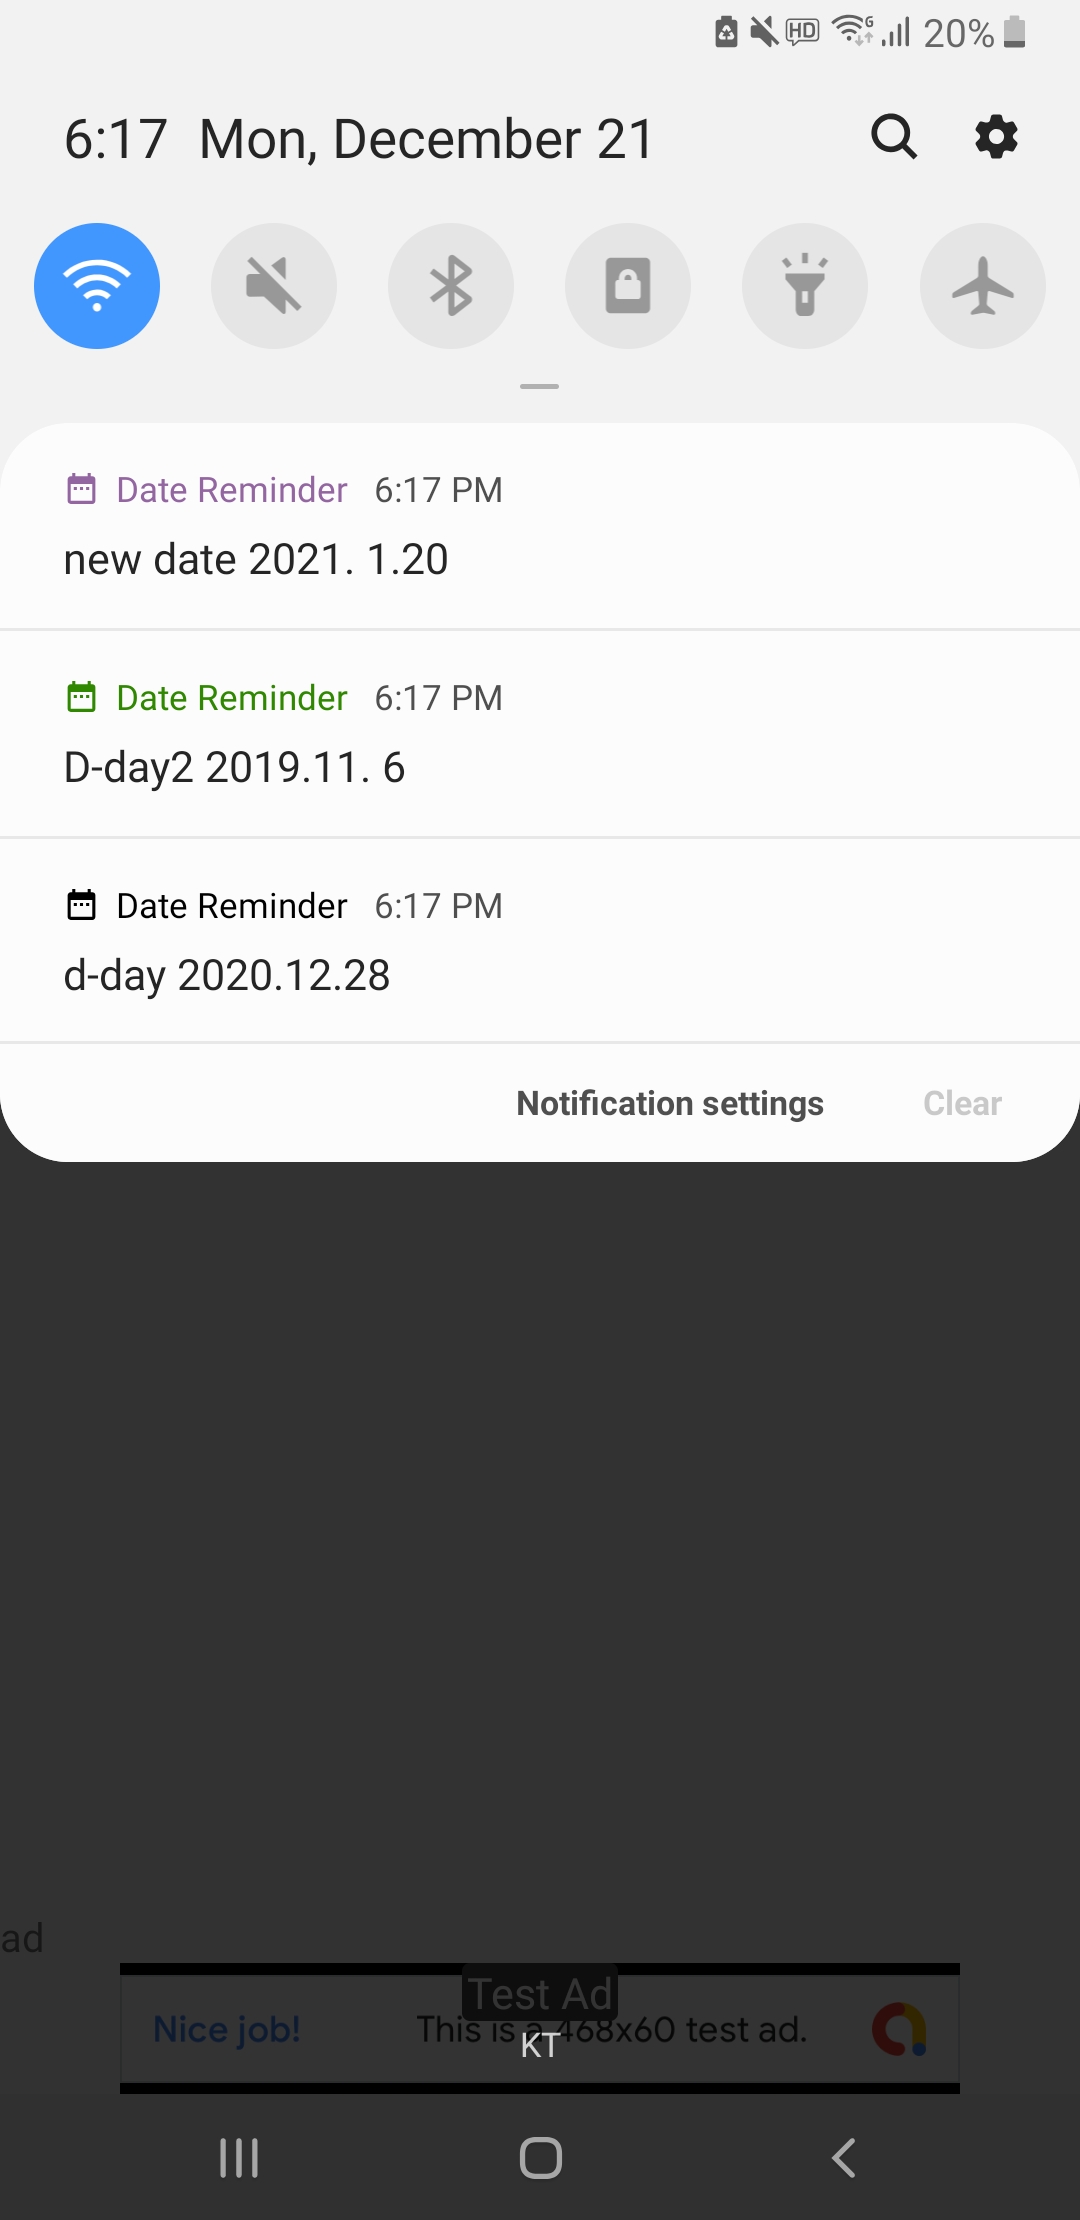 HD G 20%
6:17 Mon, December 21
Date Reminder 6:17 PM
new date 2021. 1.20
Date Reminder 6:17 PM
D-day2 2019.11. 6
Date Reminder 6:17 PM
d-day 2020.12.28
Notification settings Clear
ad
Test Ad
Nice job! This is a 468x60 test ad.
KT